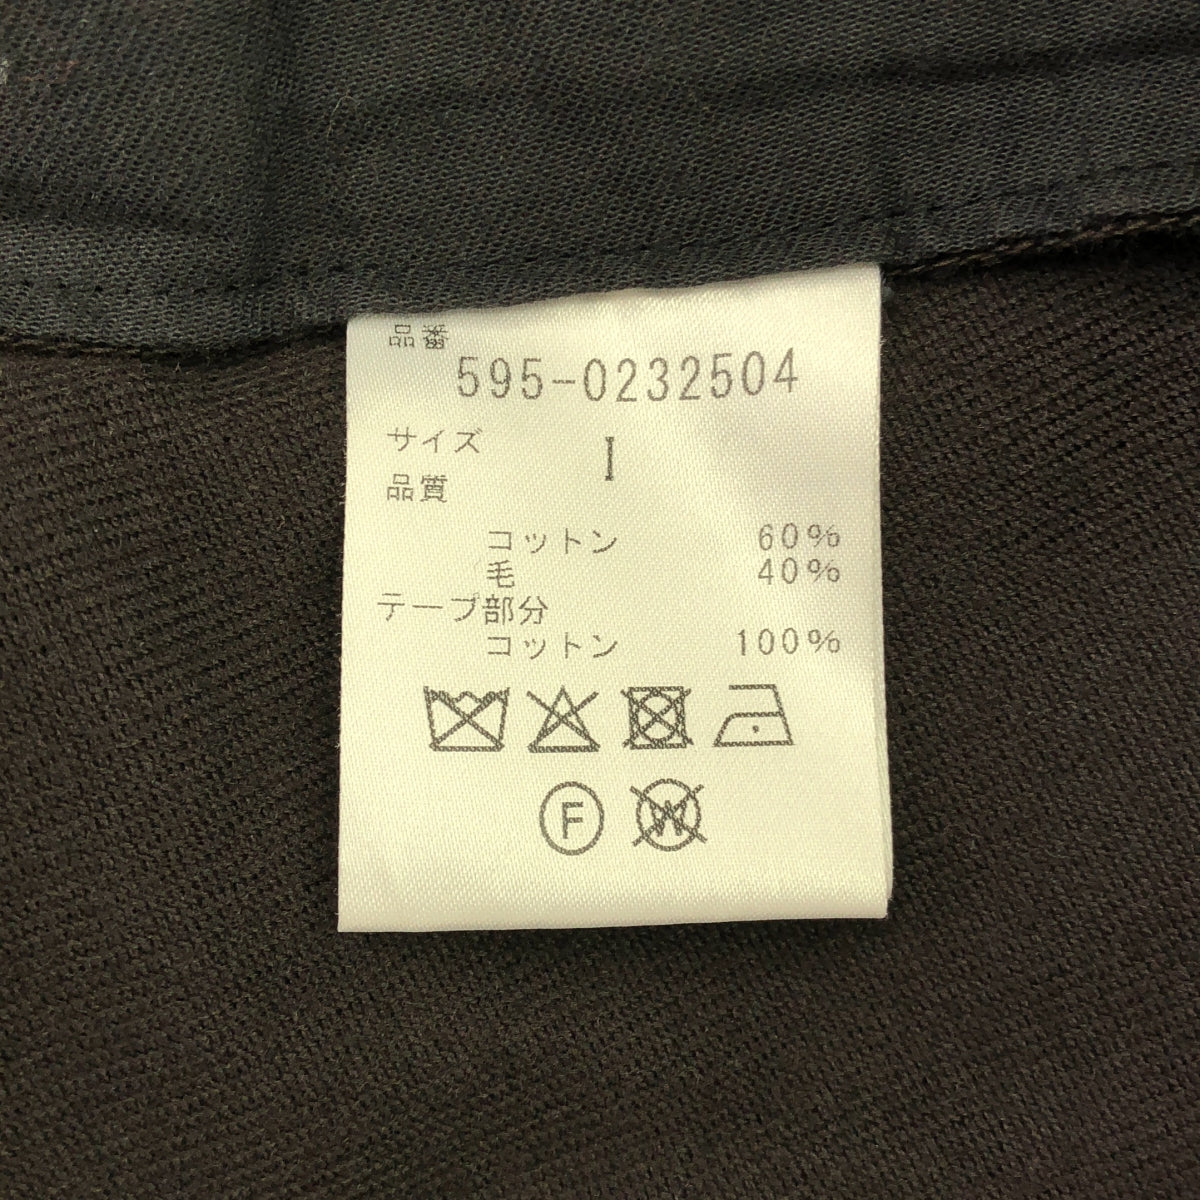 品番
595-0232504
サイズ I
品質
コットン 60%
毛 40%
テープ部分
コットン 100%
F W